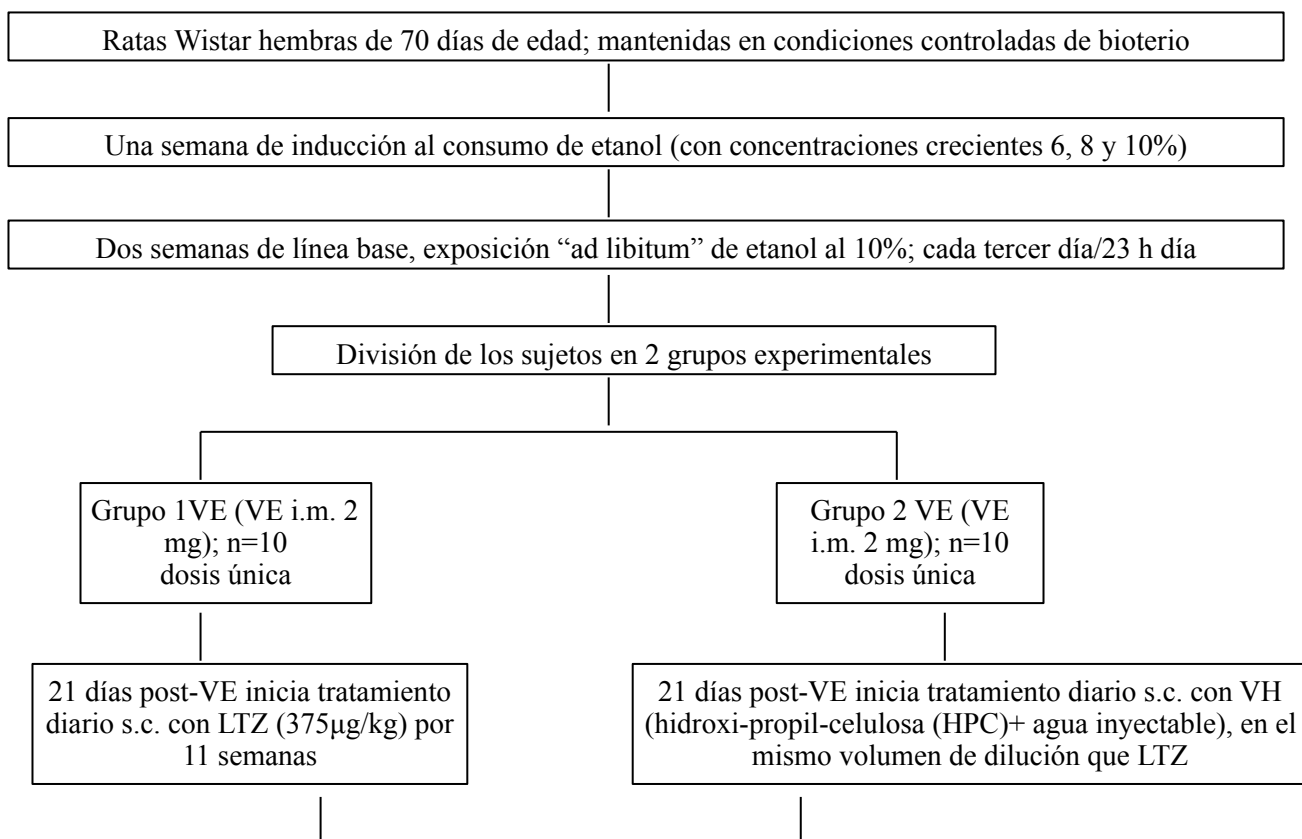 Ratas Wistar hembras de 70 días de edad; mantenidas en condiciones controladas de bioterio
Una semana de inducción al consumo de etanol (con concentraciones crecientes 6, 8 y 10%)
Dos semanas de línea base, exposición “ad libitum” de etanol al 10%; cada tercer día/23 h día
División de los sujetos en 2 grupos experimentales
Grupo 1VE (VE i.m. 2
mg); n=10
dosis única
Grupo 2 VE (VE
i.m. 2 mg); n=10
dosis única
21 días post-VE inicia tratamiento
diario s.c. con LTZ (375µg/kg) por
11 semanas
21 días post-VE inicia tratamiento diario s.c. con VH
(hidroxi-propil-celulosa (HPC)+ agua inyectable), en el
mismo volumen de dilución que LTZ